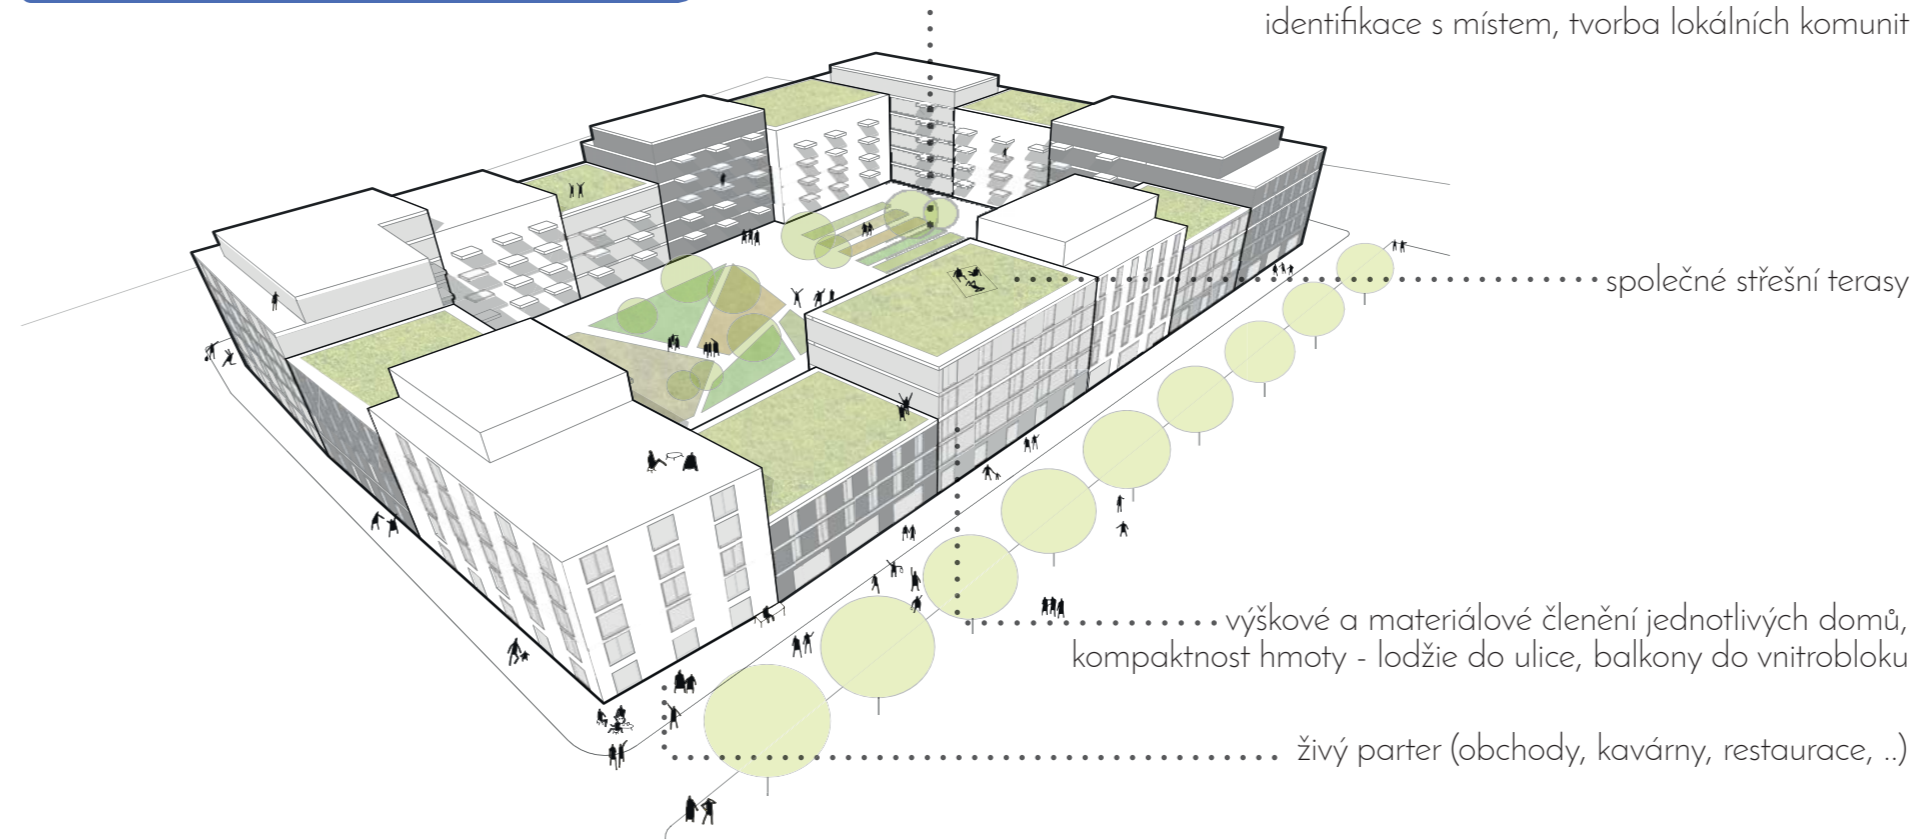 identifikace s místem, tvorba lokálních komunit
společné střešní terasy
výškové a materiálové členění jednotlivých domů,
kompaktnost hmoty - lodžie do ulice, balkony do vnitrobloku
živý parter (obchody, kavárny, restaurace, ..)